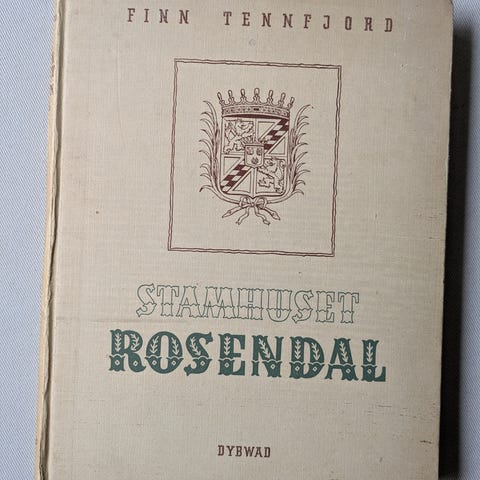 FINN TENNFJORD
STAMHUSET
ROSENDAL
DYBWAD